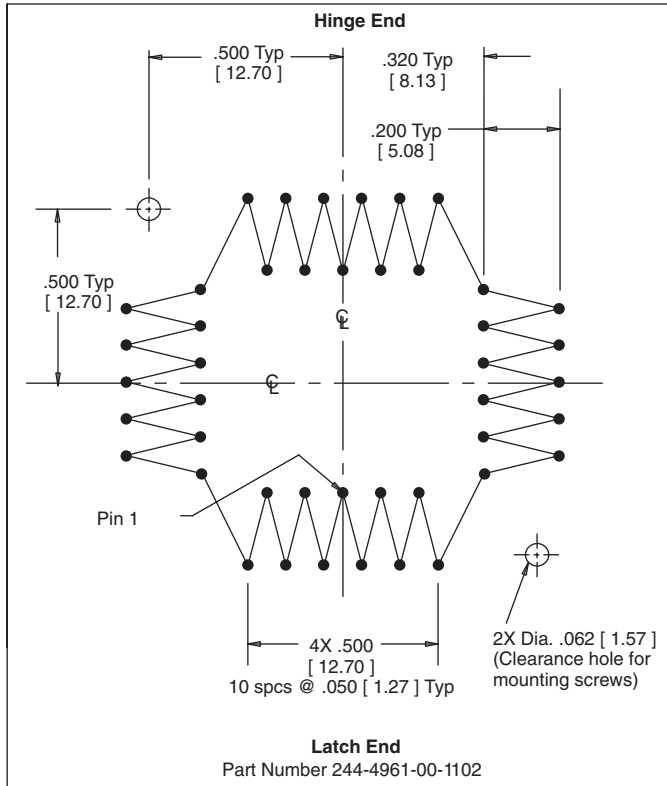 Hinge End
.500 Typ
[ 12.70 ]
.320 Typ
[ 8.13 ]
.200 Typ
[ 5.08 ]
.500 Typ
[ 12.70 ]
℄
℄
Pin 1
4X .500
[ 12.70 ]
10 spcs @ .050 [ 1.27 ] Typ
2X Dia. .062 [ 1.57 ]
(Clearance hole for
mounting screws)
Latch End
Part Number 244-4961-00-1102